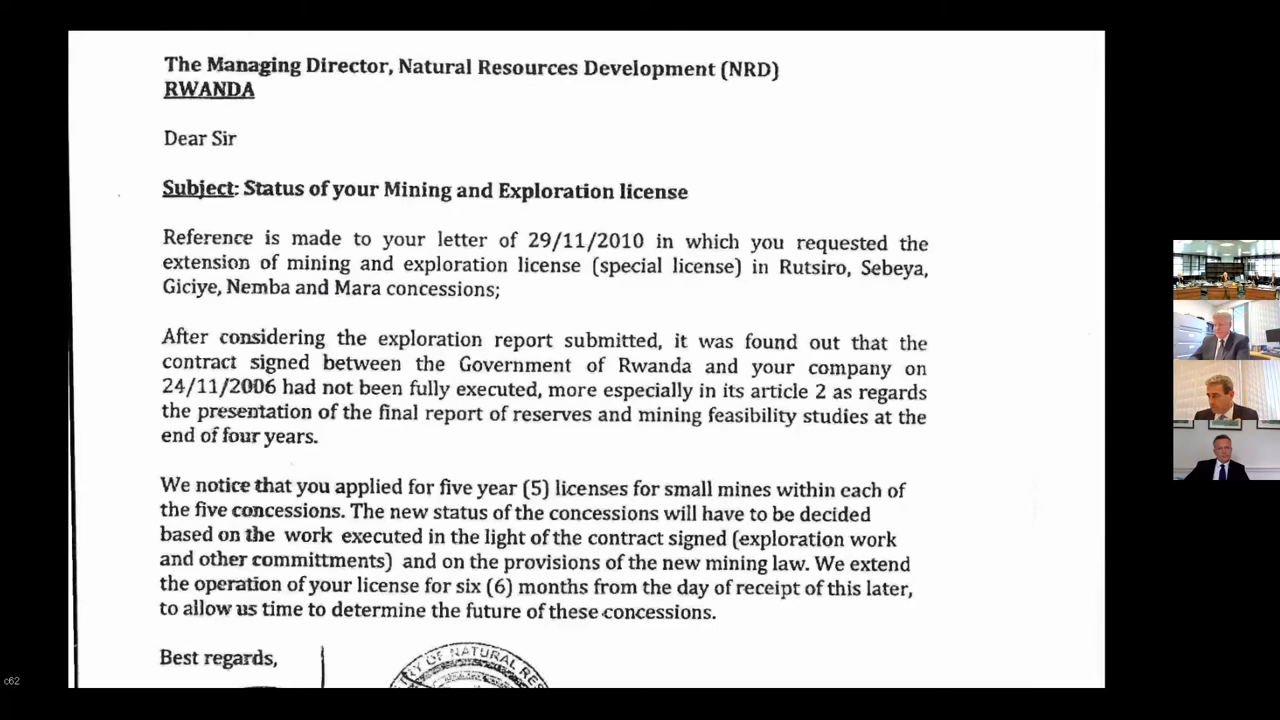 The Managing Director, Natural Resources Development (NRD)
RWANDA
Dear Sir
Subject: Status of your Mining and Exploration license
Reference is made to your letter of 29/11/2010 in which you requested the
extension of mining and exploration license (special license) in Rutsiro, Sebeya,
Giciye, Nemba and Mara concessions;
After considering the exploration report submitted, it was found out that the
contract signed between the Government of Rwanda and your company on
24/11/2006 had not been fully executed, more especially in its article 2 as regards
the presentation of the final report of reserves and mining feasibility studies at the
end of four years.
We notice that you applied for five year (5) licenses for small mines within each of
the five concessions. The new status of the concessions will have to be decided
based on the work executed in the light of the contract signed (exploration work
and other committments) and on the provisions of the new mining law. We extend
the operation of your license for six (6) months from the day of receipt of this later,
to allow us time to determine the future of these concessions.
Best regards,
OF NATURAL
c62